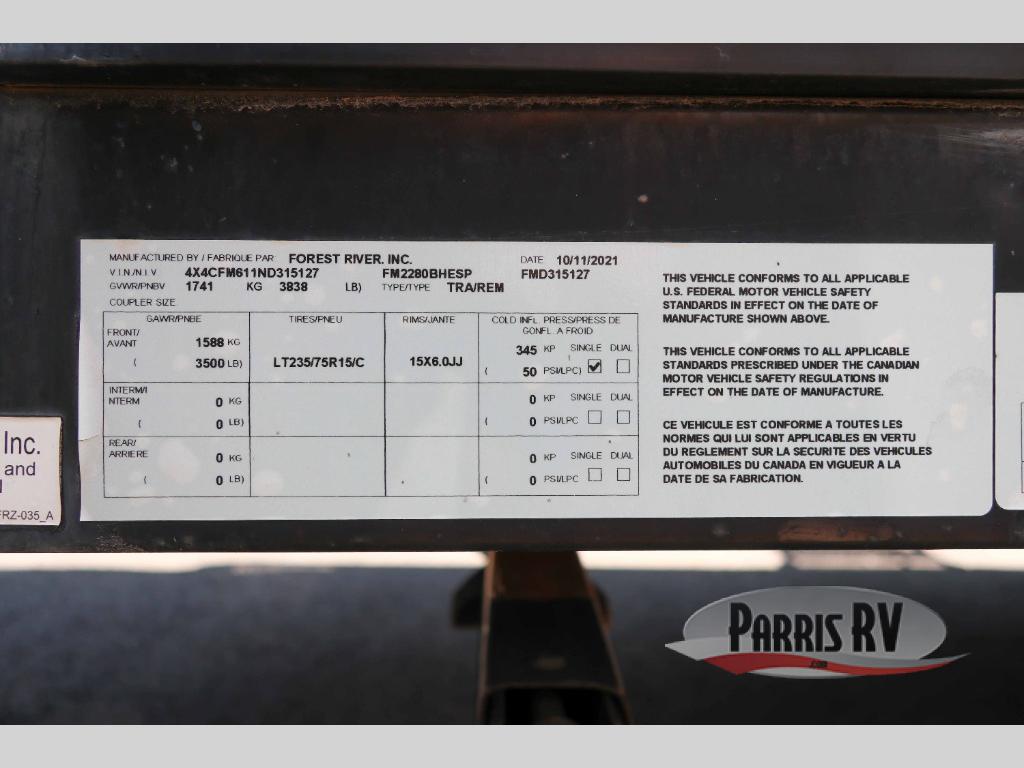 MANUFACTURED BY / FABRIQUE PAR FOREST RIVER, INC. DATE 10/11/2021
V.I.N./N.I.V 4X4CFM611ND315127 FM2280BHESP FMD315127
GVWR/PNBV 1741 KG 3838 LB) TYPE/TYPE TRA/REM
COUPLER SIZE
GAWR/PNBE TIRES/PNEU RIMS/JANTE COLD INFL. PRESS/PRESS DE
GONFL. A FROID
FRONT/
AVANT 1588 KG 345 KP SINGLE DUAL
( 3500 LB) LT235/75R15/C 15X6.0JJ ( 50 PSI/LPC)
INTERM/I
NTERM 0 KG 0 KP SINGLE DUAL
( 0 LB) ( 0 PSI/LPC
REAR/
ARRIERE 0 KG 0 KP SINGLE DUAL
( 0 LB) ( 0 PSI/LPC
THIS VEHICLE CONFORMS TO ALL APPLICABLE
U.S. FEDERAL MOTOR VEHICLE SAFETY
STANDARDS IN EFFECT ON THE DATE OF
MANUFACTURE SHOWN ABOVE.
THIS VEHICLE CONFORMS TO ALL APPLICABLE
STANDARDS PRESCRIBED UNDER THE CANADIAN
MOTOR VEHICLE SAFETY REGULATIONS IN
EFFECT ON THE DATE OF MANUFACTURE.
CE VEHICULE EST CONFORME A TOUTES LES
NORMES QUI LUI SONT APPLICABLES EN VERTU
DU REGLEMENT SUR LA SECURITE DES VEHICULES
AUTOMOBILES DU CANADA EN VIGUEUR A LA
DATE DE SA FABRICATION.
Inc.
and
FRZ-035_A
PARRIS RV
.com